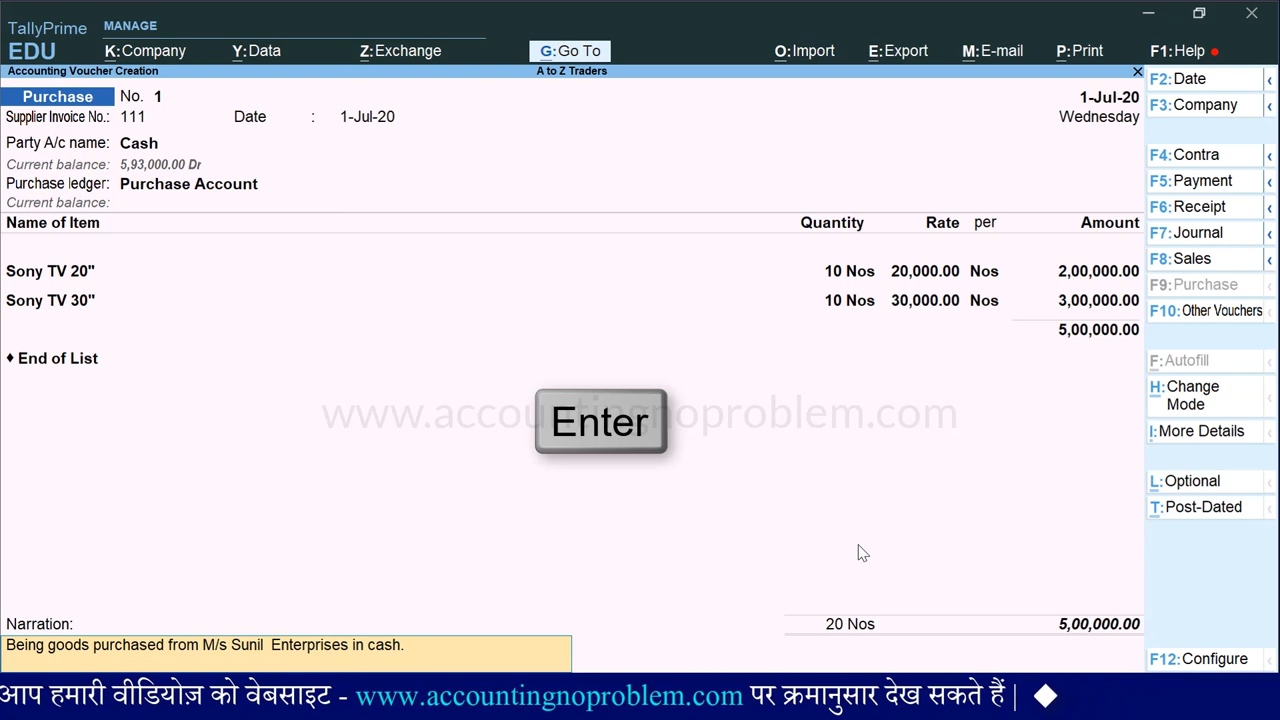 TallyPrime MANAGE
EDU K:Company Y:Data Z:Exchange G:Go To O:Import E:Export M:E-mail P:Print F1:Help
Accounting Voucher Creation A to Z Traders
Purchase No. 1 1-Jul-20
Supplier Invoice No.: 111 Date : 1-Jul-20 Wednesday
Party A/c name: Cash
Current balance: 5,93,000.00 Dr
Purchase ledger: Purchase Account
Current balance:
Name of Item Quantity Rate per Amount
Sony TV 20" 10 Nos 20,000.00 Nos 2,00,000.00
Sony TV 30" 10 Nos 30,000.00 Nos 3,00,000.00
5,00,000.00
♦ End of List
www.accountingnoproblem.com
Enter
Narration: 20 Nos 5,00,000.00
Being goods purchased from M/s Sunil Enterprises in cash.
F2:Date
F3:Company
F4:Contra
F5:Payment
F6:Receipt
F7:Journal
F8:Sales
F9:Purchase
F10:Other Vouchers
F:Autofill
H:Change
Mode
I:More Details
L:Optional
T:Post-Dated
F12:Configure
आप हमारी वीडियोज़ को वेबसाइट - www.accountingnoproblem.com पर क्रमानुसार देख सकते हैं |